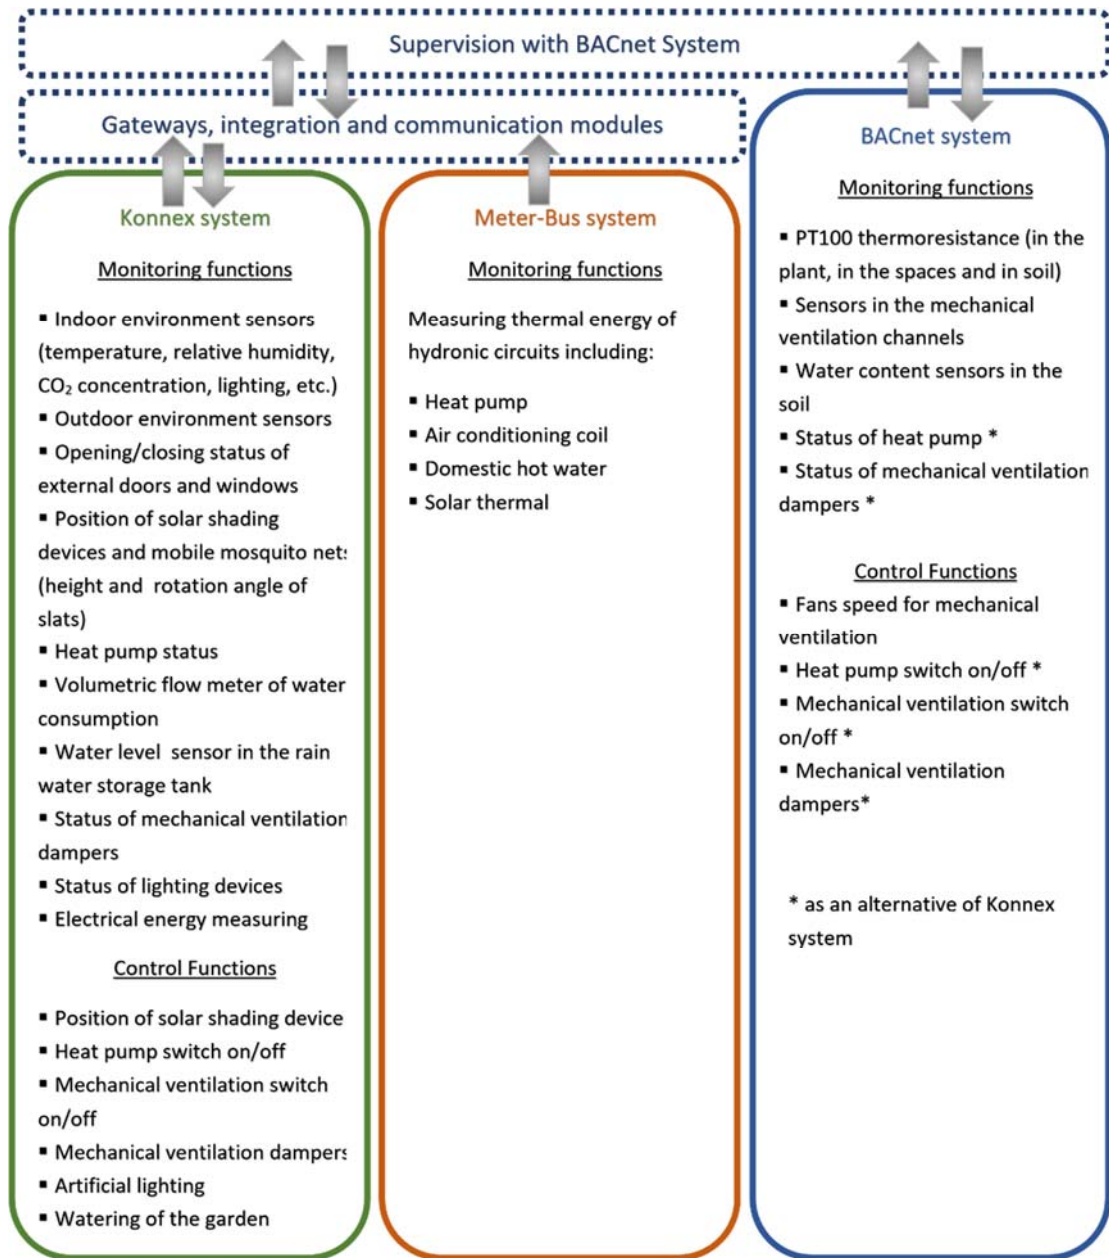 Supervision with BACnet System
Gateways, integration and communication modules
Konnex system
Monitoring functions
▪ Indoor environment sensors
(temperature, relative humidity,
CO₂ concentration, lighting, etc.)
▪ Outdoor environment sensors
▪ Opening/closing status of
external doors and windows
▪ Position of solar shading
devices and mobile mosquito nets
(height and rotation angle of
slats)
▪ Heat pump status
▪ Volumetric flow meter of water
consumption
▪ Water level sensor in the rain
water storage tank
▪ Status of mechanical ventilation
dampers
▪ Status of lighting devices
▪ Electrical energy measuring
Control Functions
▪ Position of solar shading device
▪ Heat pump switch on/off
▪ Mechanical ventilation switch
on/off
▪ Mechanical ventilation dampers
▪ Artificial lighting
▪ Watering of the garden
Meter-Bus system
Monitoring functions
Measuring thermal energy of
hydronic circuits including:
▪ Heat pump
▪ Air conditioning coil
▪ Domestic hot water
▪ Solar thermal
BACnet system
Monitoring functions
▪ PT100 thermoresistance (in the
plant, in the spaces and in soil)
▪ Sensors in the mechanical
ventilation channels
▪ Water content sensors in the
soil
▪ Status of heat pump *
▪ Status of mechanical ventilation
dampers *
Control Functions
▪ Fans speed for mechanical
ventilation
▪ Heat pump switch on/off *
▪ Mechanical ventilation switch
on/off *
▪ Mechanical ventilation
dampers*
* as an alternative of Konnex
system